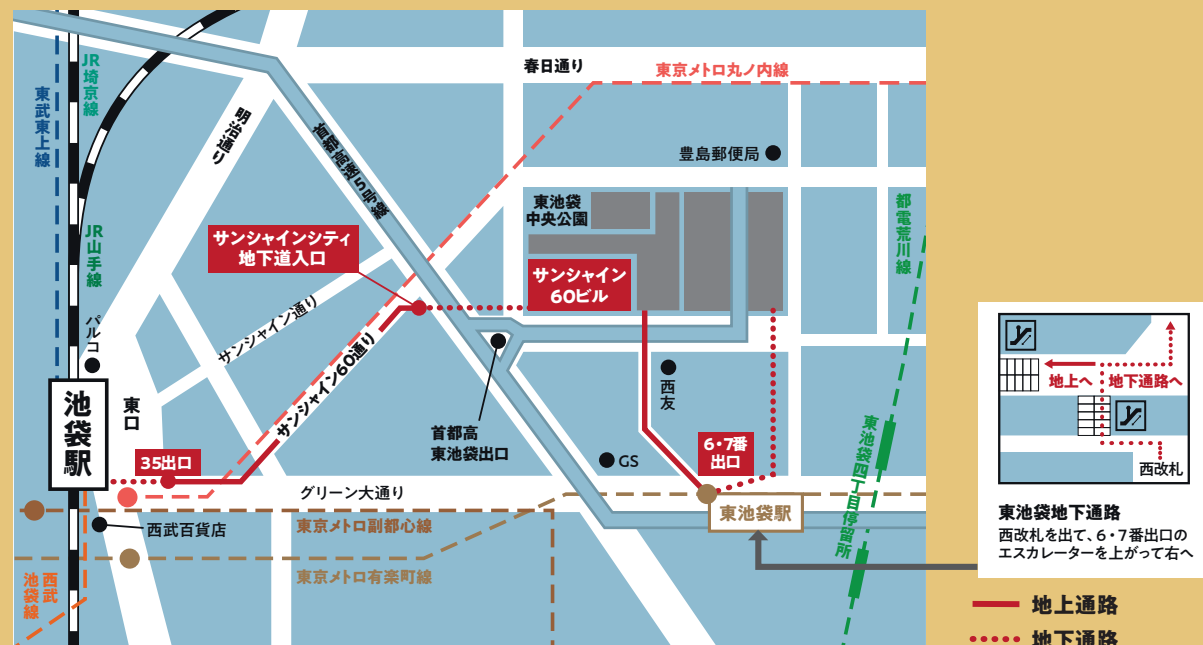 春日通り
東京メトロ丸ノ内線
JR埼京線
東武東上線
明治通り
首都高速5号線
豊島郵便局
東池袋
中央公園
都電荒川線
サンシャインシティ
地下道入口
JR山手線
サンシャイン
60ビル
パルコ
サンシャイン通り
サンシャイン60通り
地上へ
地下通路へ
西改札
池袋駅
東口
西友
首都高
東池袋出口
6・7番
出口
東池袋四丁目停留所
35出口
GS
グリーン大通り
東池袋駅
西武百貨店
東京メトロ副都心線
東京メトロ有楽町線
西武
池袋線
東池袋地下通路
西改札を出て、6・7番出口の
エスカレーターを上がって右へ
地上通路
地下通路